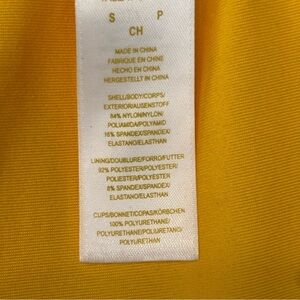 S P
CH
MADE IN CHINA
FABRIQUE EN CHINE
HECHO EN CHINA
HERGESTELLT IN CHINA
SHELL/BODY/CORPS/
EXTERIOR/AUßENSTOFF
84% NYLON/NYLON/
POLIAMIDA/POLYAMID
16% SPANDEX/SPANDEX/
ELASTANO/ELASTHAN
LINING/DOUBLURE/FORRO/FUTTER
92% POLYESTER/POLYESTER/
POLIÉSTER/POLYESTER
8% SPANDEX/SPANDEX/
ELASTANO/ELASTHAN
CUPS/BONNET/COPAS/KÖRBCHEN
100% POLYURETHANE/
POLYURETHANE/POLIURETANO/
POLYURETHAN